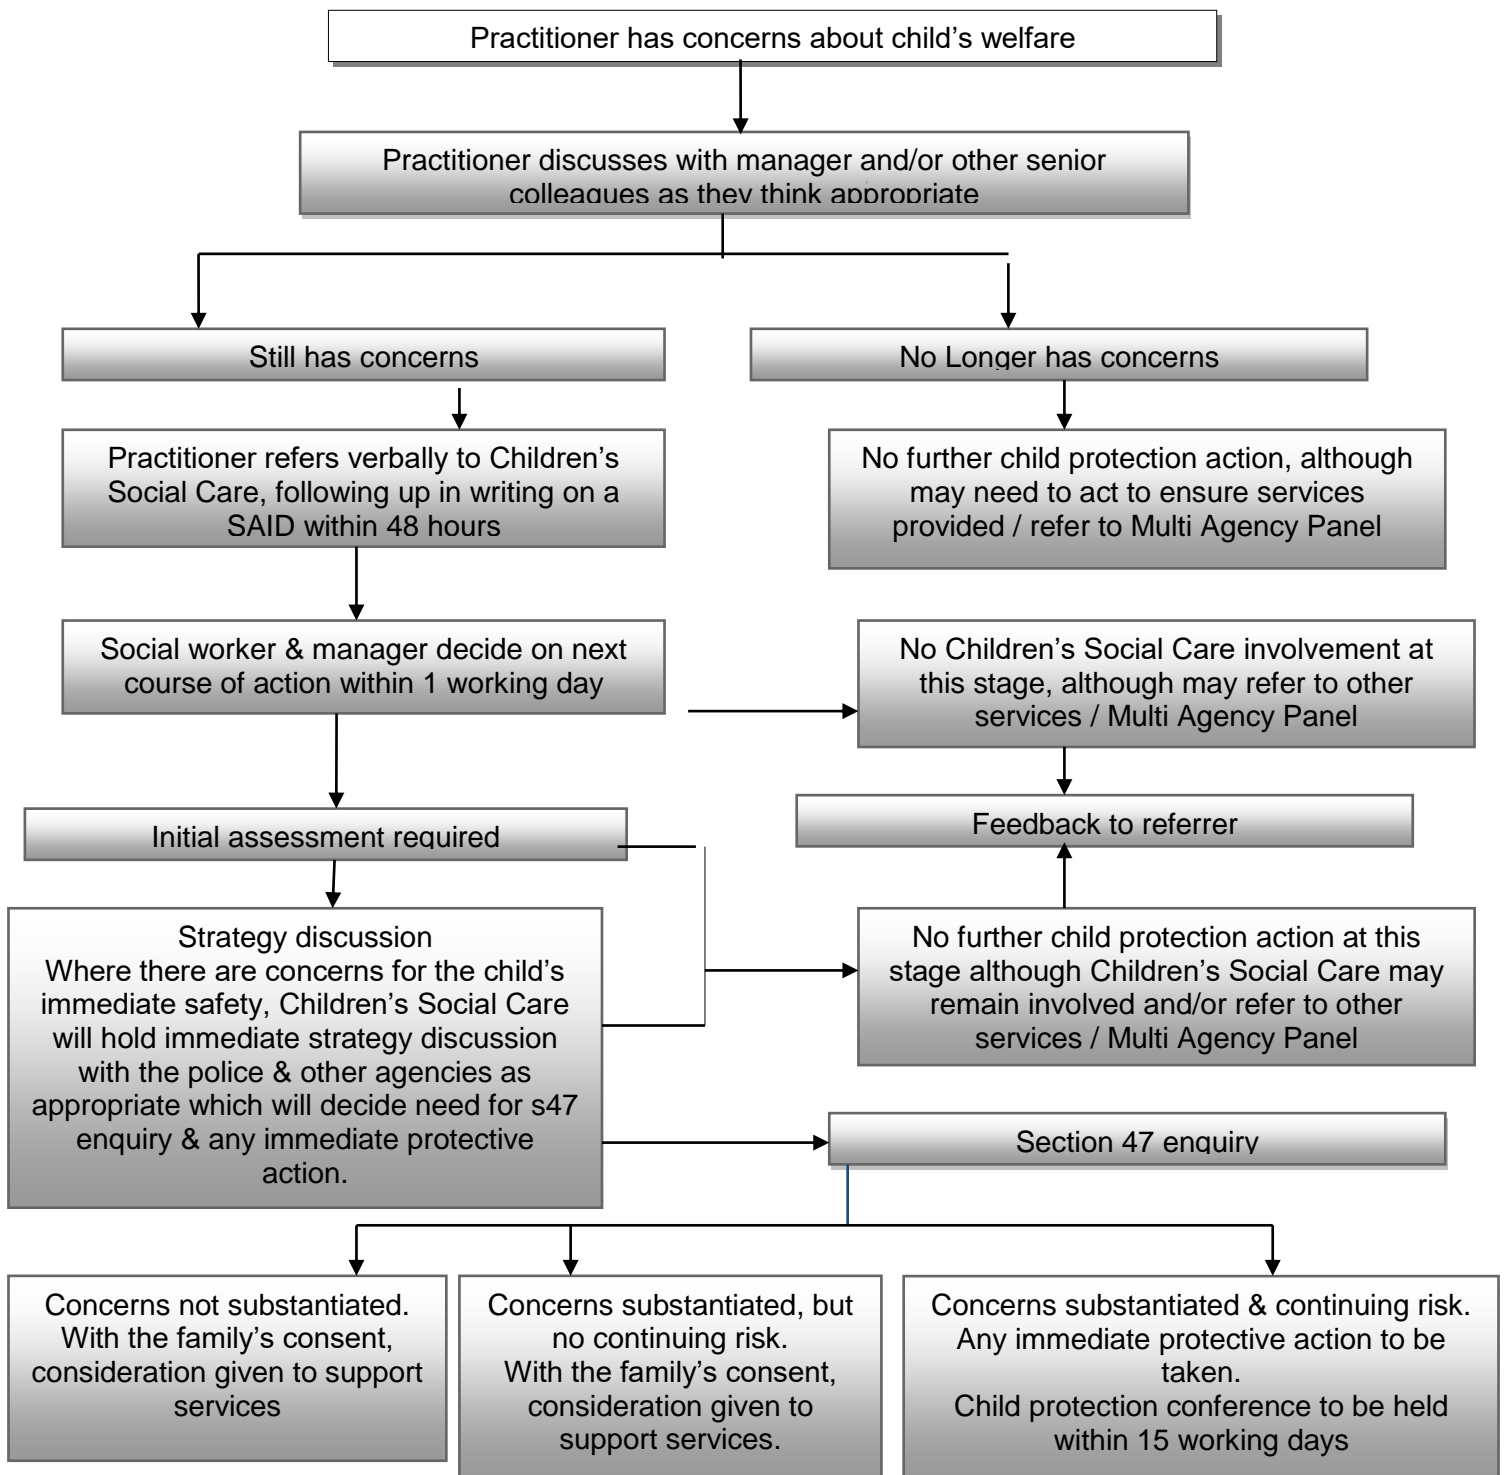 Practitioner has concerns about child’s welfare
Practitioner discusses with manager and/or other senior
colleagues as they think appropriate
Still has concerns
No Longer has concerns
Practitioner refers verbally to Children’s
Social Care, following up in writing on a
SAID within 48 hours
No further child protection action, although
may need to act to ensure services
provided / refer to Multi Agency Panel
Social worker & manager decide on next
course of action within 1 working day
No Children’s Social Care involvement at
this stage, although may refer to other
services / Multi Agency Panel
Initial assessment required
Feedback to referrer
Strategy discussion
Where there are concerns for the child’s
immediate safety, Children’s Social Care
will hold immediate strategy discussion
with the police & other agencies as
appropriate which will decide need for s47
enquiry & any immediate protective
action.
No further child protection action at this
stage although Children’s Social Care may
remain involved and/or refer to other
services / Multi Agency Panel
Section 47 enquiry
Concerns not substantiated.
With the family’s consent,
consideration given to support
services
Concerns substantiated, but
no continuing risk.
With the family’s consent,
consideration given to
support services.
Concerns substantiated & continuing risk.
Any immediate protective action to be
taken.
Child protection conference to be held
within 15 working days